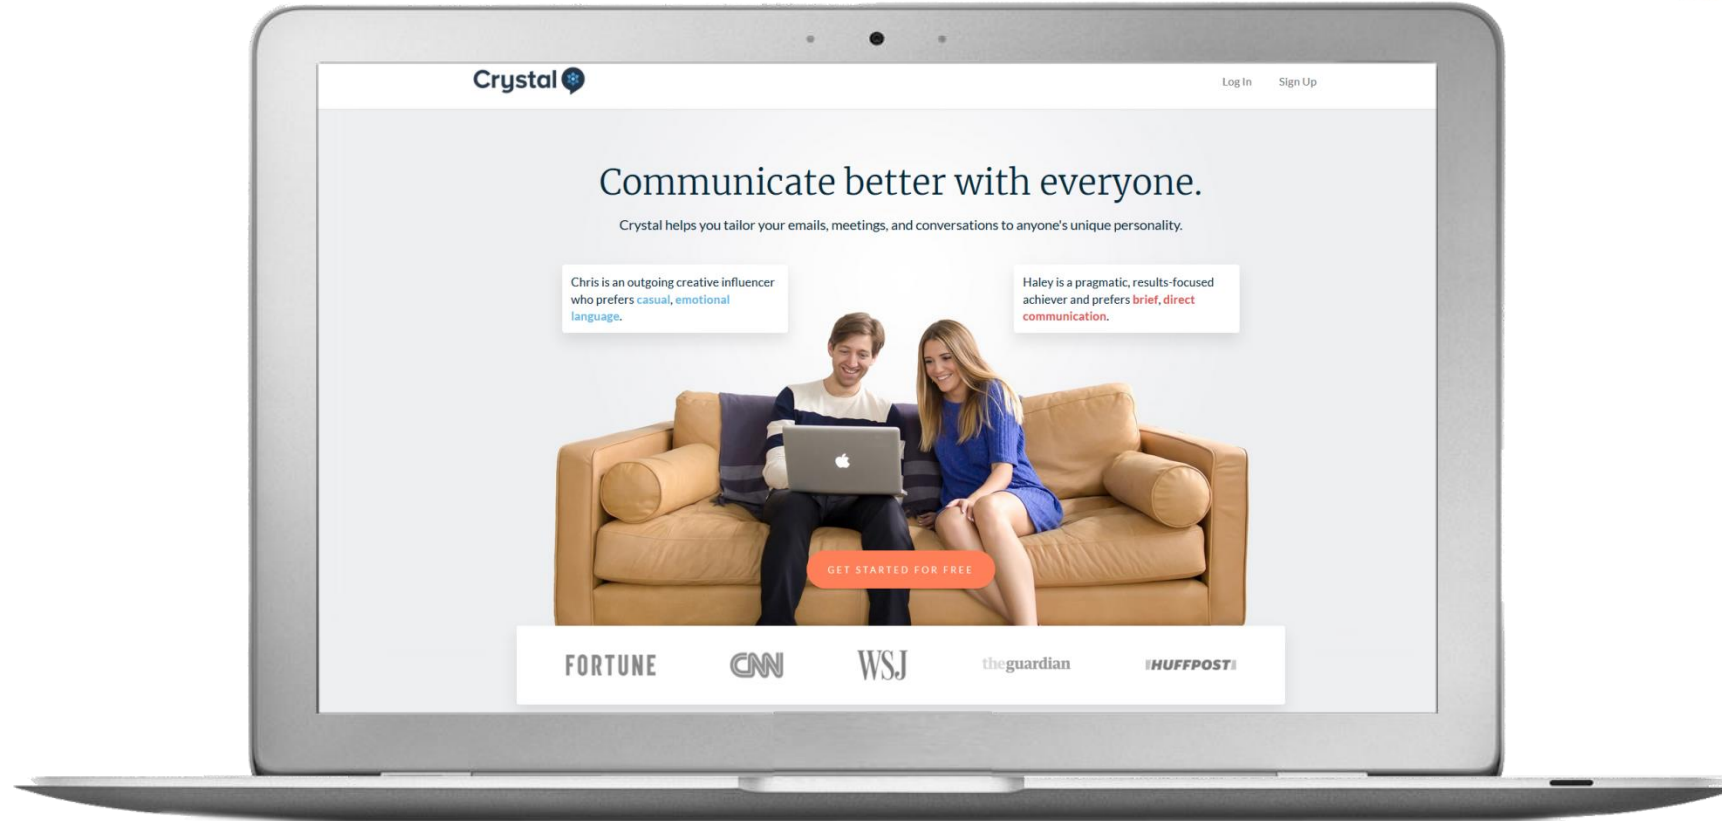 Crystal
Log In Sign Up
Communicate better with everyone.
Crystal helps you tailor your emails, meetings, and conversations to anyone's unique personality.
Chris is an outgoing creative influencer
who prefers casual, emotional
language.
Haley is a pragmatic, results-focused
achiever and prefers brief, direct
communication.
GET STARTED FOR FREE
FORTUNE
CNN
WSJ
theguardian
HUFFPOST